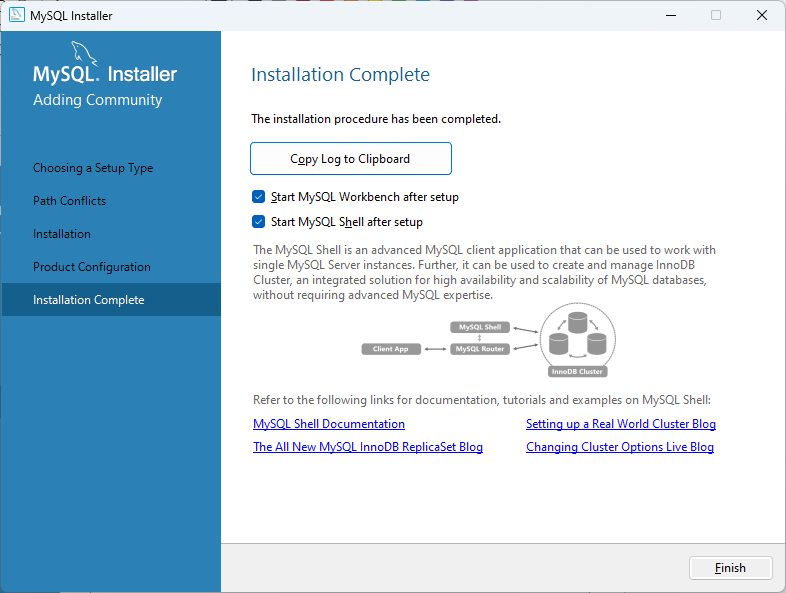 MySQL Installer
MySQL® Installer
Adding Community
Choosing a Setup Type
Path Conflicts
Installation
Product Configuration
Installation Complete
Installation Complete
The installation procedure has been completed.
Copy Log to Clipboard
Start MySQL Workbench after setup
Start MySQL Shell after setup
The MySQL Shell is an advanced MySQL client application that can be used to work with
single MySQL Server instances. Further, it can be used to create and manage InnoDB
Cluster, an integrated solution for high availability and scalability of MySQL databases,
without requiring advanced MySQL expertise.
MySQL Shell
Client App
MySQL Router
InnoDB Cluster
Refer to the following links for documentation, tutorials and examples on MySQL Shell:
MySQL Shell Documentation
Setting up a Real World Cluster Blog
The All New MySQL InnoDB ReplicaSet Blog
Changing Cluster Options Live Blog
Finish